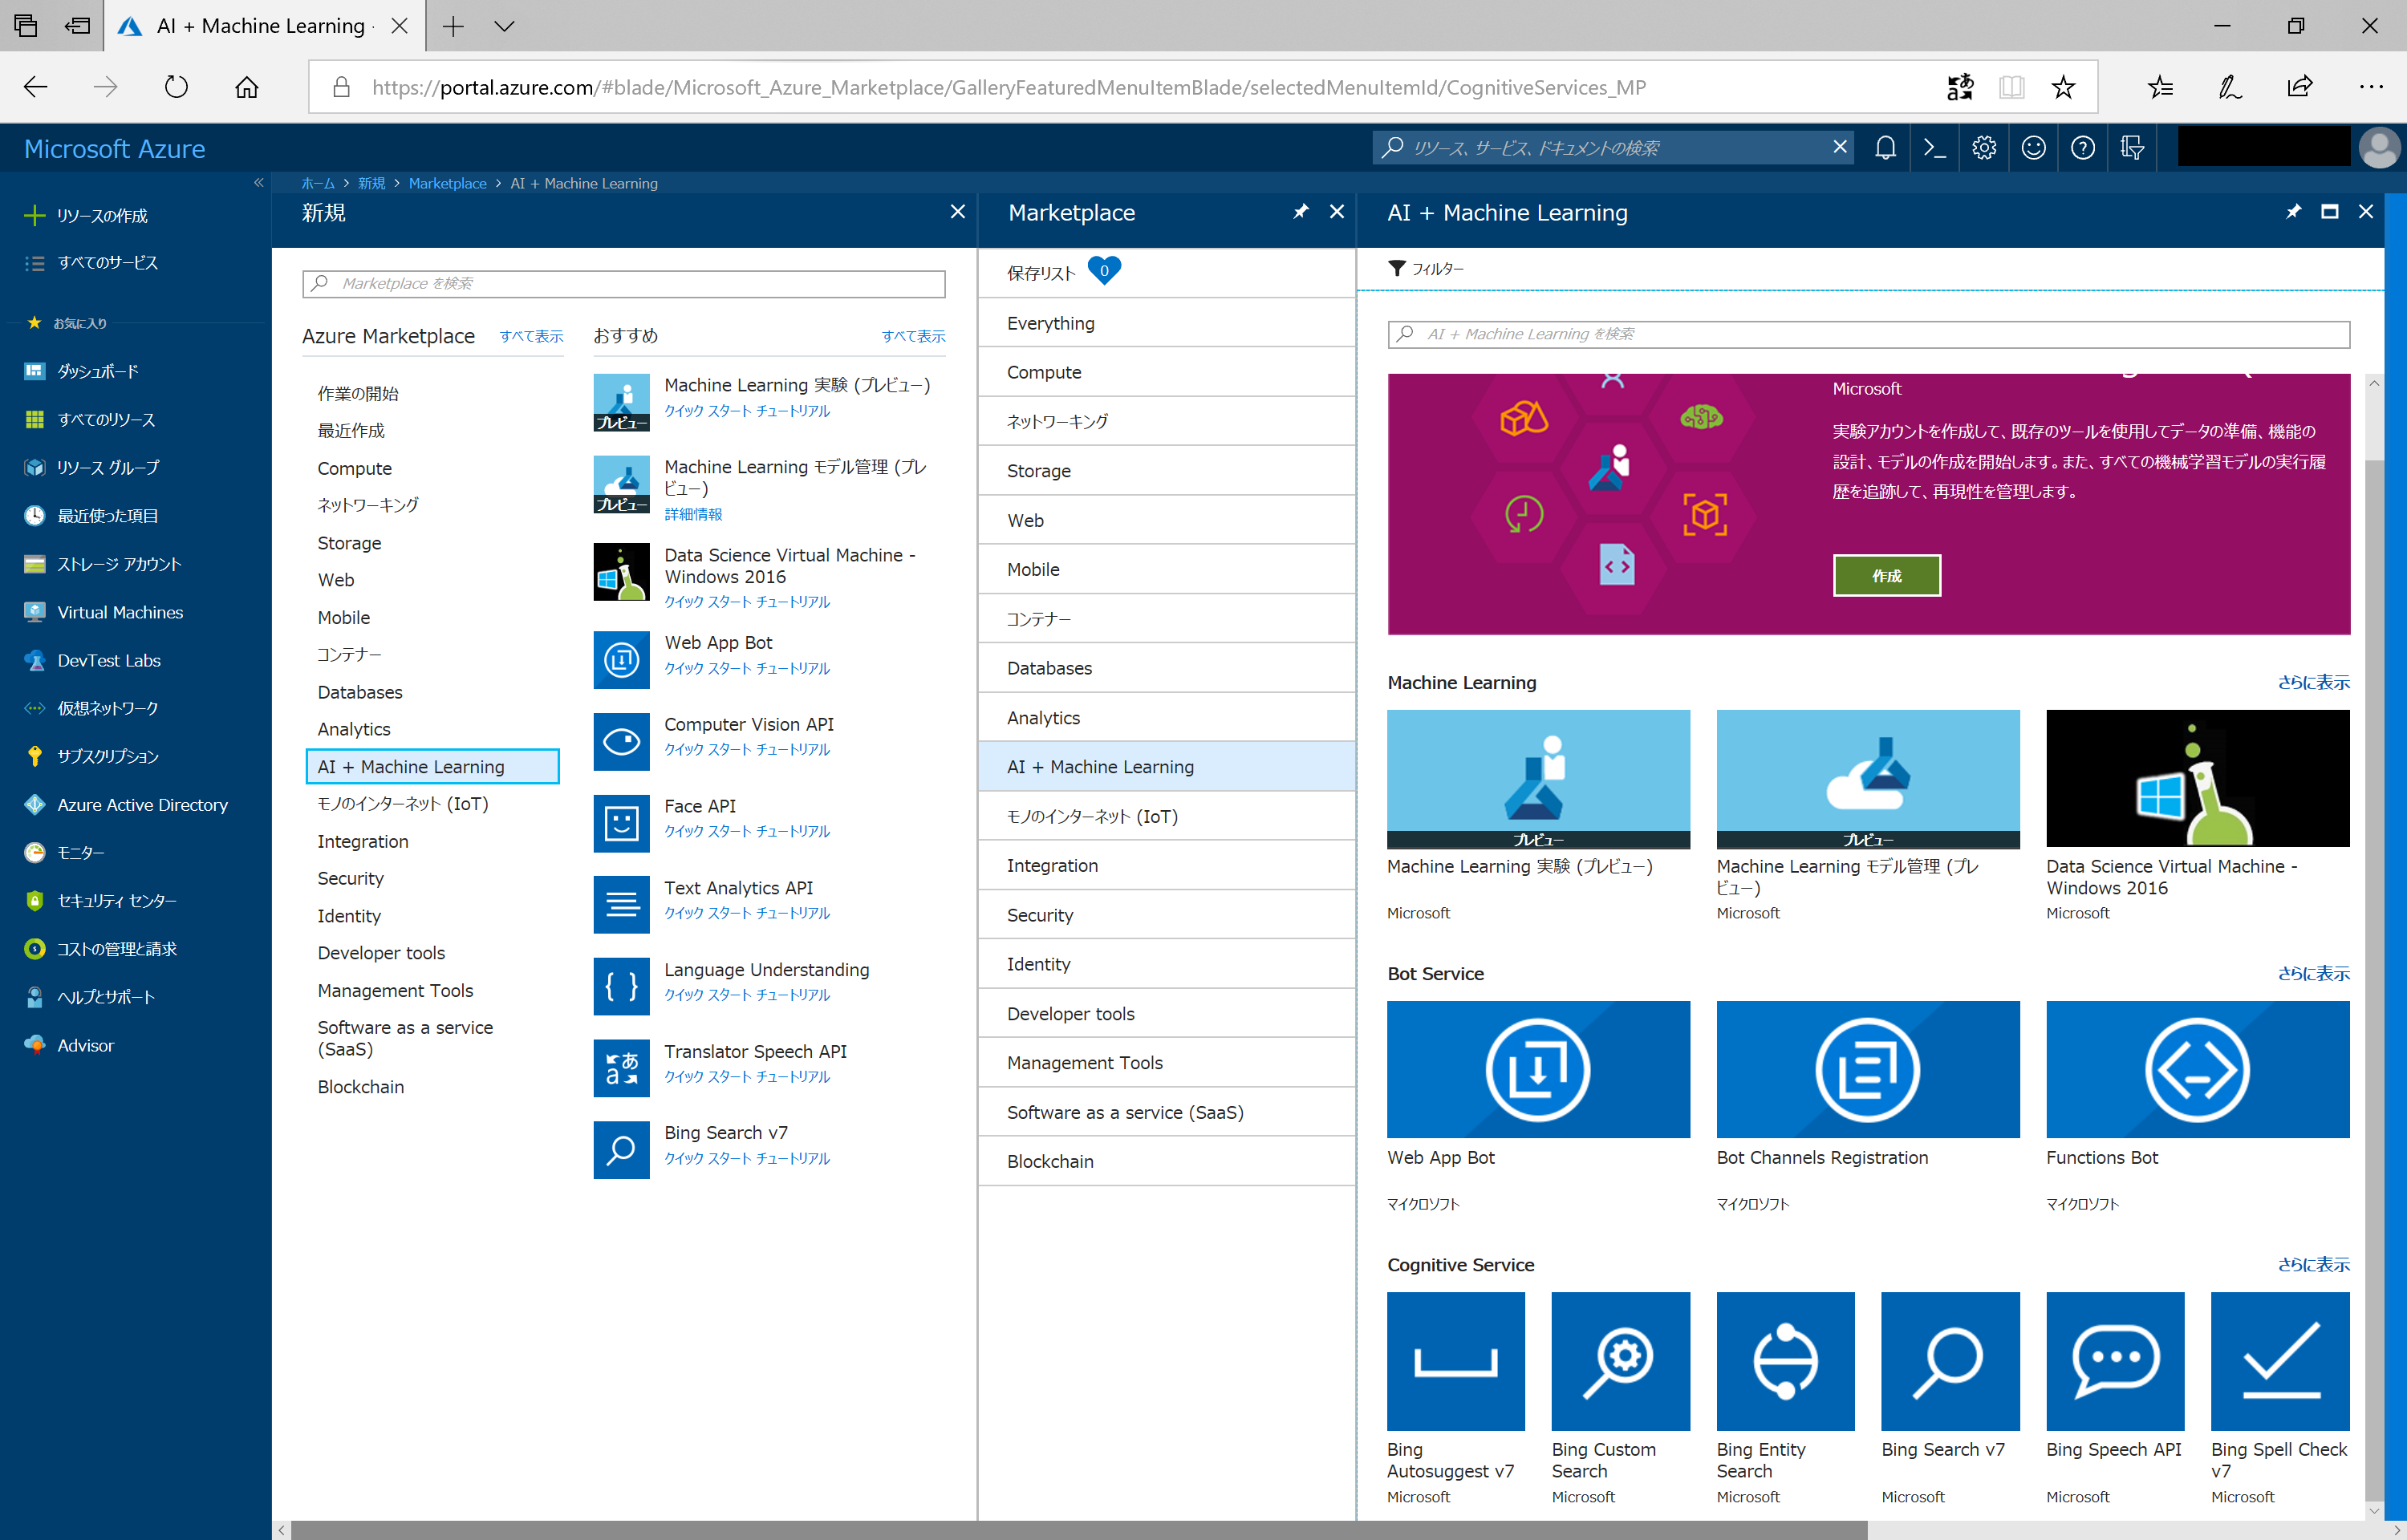 AI + Machine Learning
https://portal.azure.com/#blade/Microsoft_Azure_Marketplace/GalleryFeaturedMenuItemBlade/selectedMenuItemId/CognitiveServices_MP
Microsoft Azure
リソース、サービス、ドキュメントの検索
ホーム > 新規 > Marketplace > AI + Machine Learning
リソースの作成
すべてのサービス
お気に入り
ダッシュボード
すべてのリソース
リソース グループ
最近使った項目
ストレージ アカウント
Virtual Machines
DevTest Labs
仮想ネットワーク
サブスクリプション
Azure Active Directory
モニター
セキュリティ センター
コストの管理と請求
ヘルプとサポート
Advisor
新規
Marketplace を検索
Azure Marketplace すべて表示
作業の開始
最近作成
Compute
ネットワーキング
Storage
Web
Mobile
コンテナー
Databases
Analytics
AI + Machine Learning
モノのインターネット (IoT)
Integration
Security
Identity
Developer tools
Management Tools
Software as a service
(SaaS)
Blockchain
おすすめ すべて表示
プレビュー
Machine Learning 実験 (プレビュー)
クイック スタート チュートリアル
プレビュー
Machine Learning モデル管理 (プレ
ビュー)
詳細情報
Data Science Virtual Machine -
Windows 2016
クイック スタート チュートリアル
Web App Bot
クイック スタート チュートリアル
Computer Vision API
クイック スタート チュートリアル
Face API
クイック スタート チュートリアル
Text Analytics API
クイック スタート チュートリアル
Language Understanding
クイック スタート チュートリアル
Translator Speech API
クイック スタート チュートリアル
Bing Search v7
クイック スタート チュートリアル
Marketplace
保存リスト 0
Everything
Compute
ネットワーキング
Storage
Web
Mobile
コンテナー
Databases
Analytics
AI + Machine Learning
モノのインターネット (IoT)
Integration
Security
Identity
Developer tools
Management Tools
Software as a service (SaaS)
Blockchain
AI + Machine Learning
フィルター
AI + Machine Learning を検索
Microsoft
実験アカウントを作成して、既存のツールを使用してデータの準備、機能の
設計、モデルの作成を開始します。また、すべての機械学習モデルの実行履
歴を追跡して、再現性を管理します。
作成
Machine Learning さらに表示
プレビュー
Machine Learning 実験 (プレビュー)
Microsoft
プレビュー
Machine Learning モデル管理 (プレ
ビュー)
Microsoft
Data Science Virtual Machine -
Windows 2016
Microsoft
Bot Service さらに表示
Web App Bot
マイクロソフト
Bot Channels Registration
マイクロソフト
Functions Bot
マイクロソフト
Cognitive Service さらに表示
Bing
Autosuggest v7
Microsoft
Bing Custom
Search
Microsoft
Bing Entity
Search
Microsoft
Bing Search v7
Microsoft
Bing Speech API
Microsoft
Bing Spell Check
v7
Microsoft